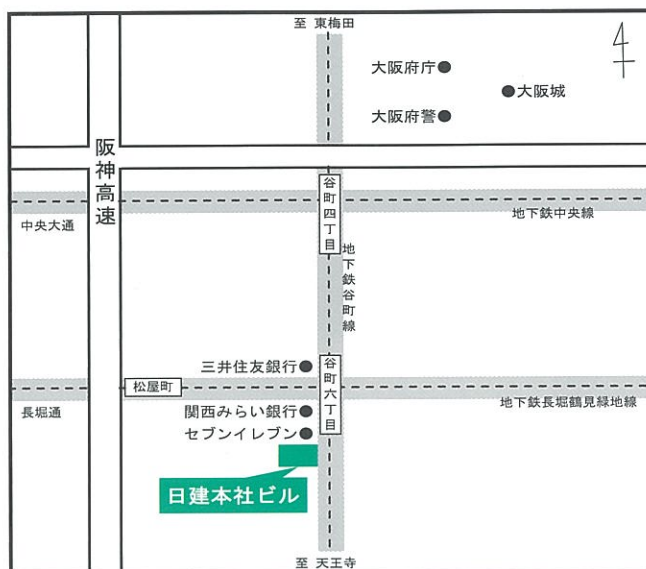 至 東梅田
大阪府庁
大阪城
大阪府警
阪神高速
谷町四丁目
中央大通
地下鉄中央線
地下鉄谷町線
三井住友銀行
谷町六丁目
松屋町
長堀通
関西みらい銀行
地下鉄長堀鶴見緑地線
セブンイレブン
日建本社ビル
至 天王寺